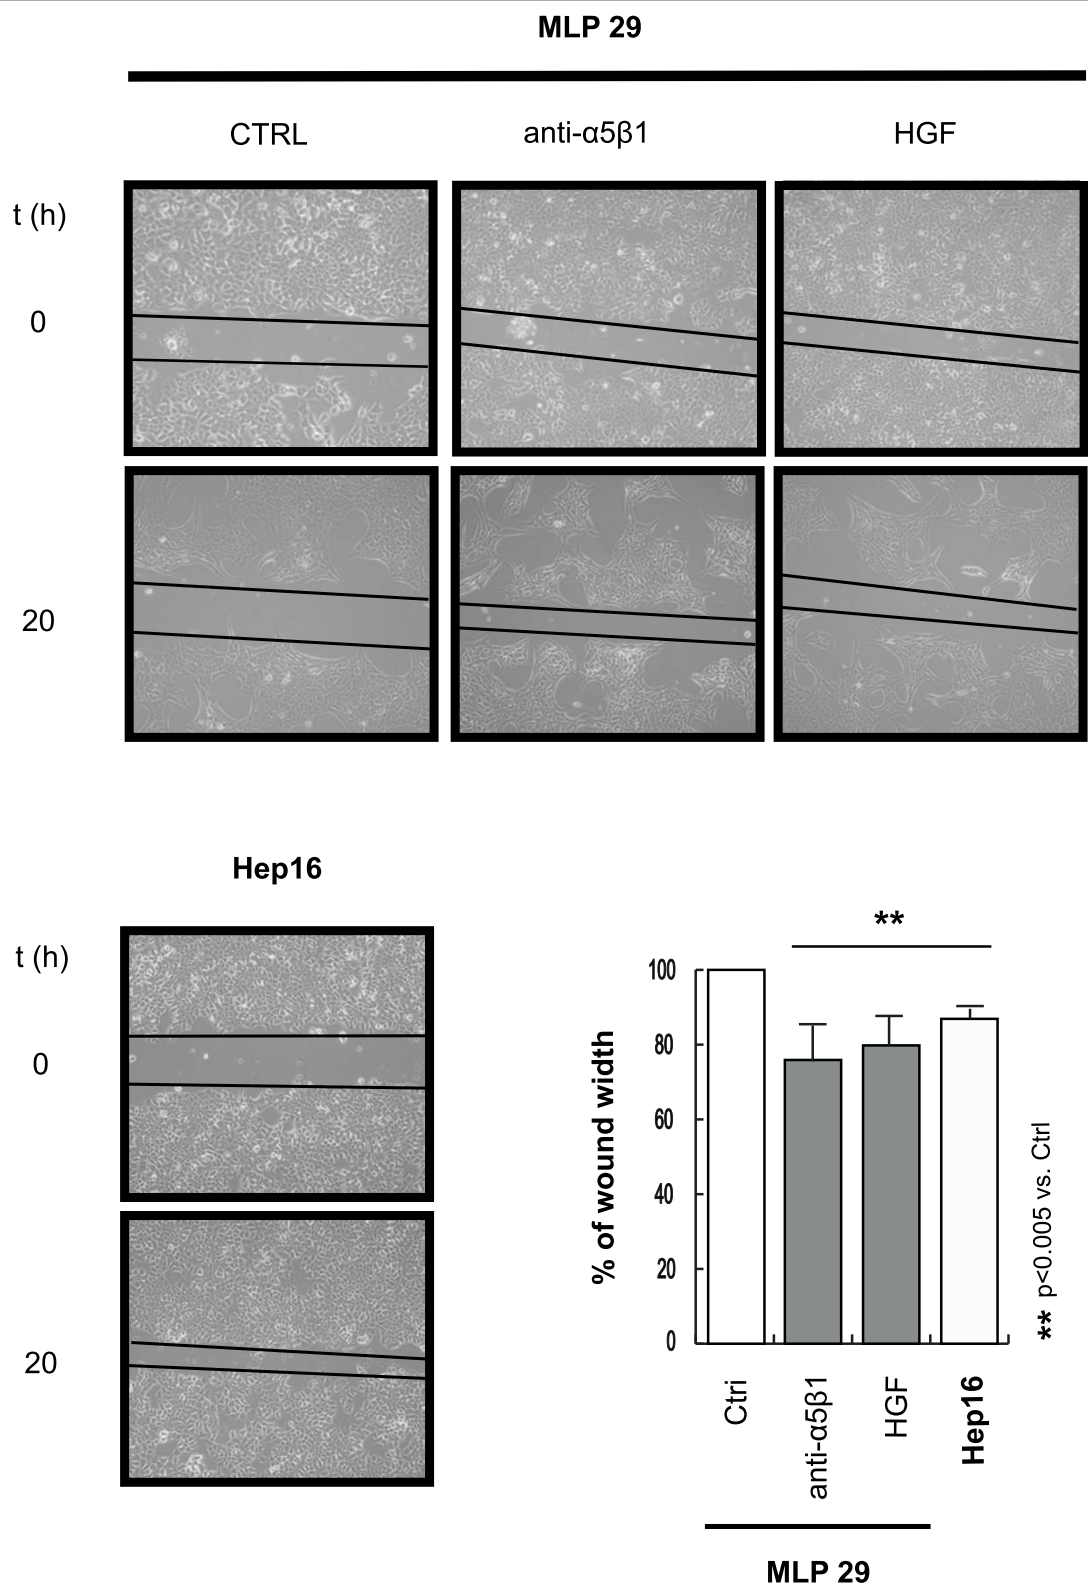 MLP 29
CTRL
anti-α5β1
HGF
t (h)
0
20
Hep16
t (h)
0
20
**
100
80
60
40
20
0
% of wound width
Ctri
anti-α5β1
HGF
Hep16
MLP 29
** p<0.005 vs. Ctrl